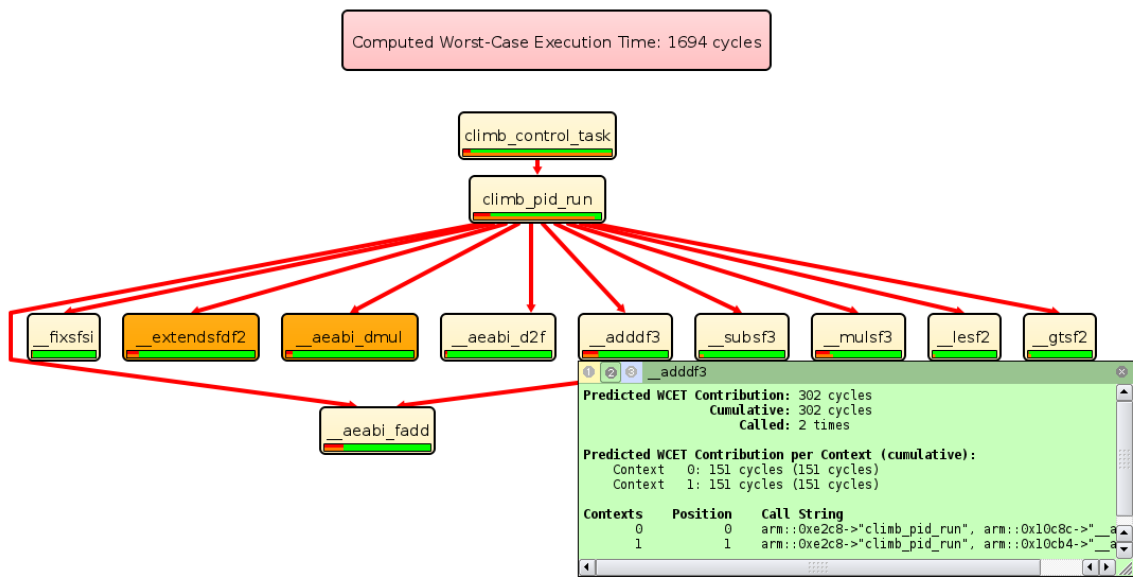 Computed Worst-Case Execution Time: 1694 cycles
climb_control_task
climb_pid_run
__fixsfsi
__extendsfdf2
__aeabi_dmul
__aeabi_d2f
__adddf3
__subsf3
__mulsf3
__lesf2
__gtsf2
__aeabi_fadd
1 2 3 __adddf3
Predicted WCET Contribution: 302 cycles
Cumulative: 302 cycles
Called: 2 times
Predicted WCET Contribution per Context (cumulative):
Context 0: 151 cycles (151 cycles)
Context 1: 151 cycles (151 cycles)
Contexts Position Call String
0 0 arm::0xe2c8->"climb_pid_run", arm::0x10c8c->"__a
1 1 arm::0xe2c8->"climb_pid_run", arm::0x10cb4->"__a